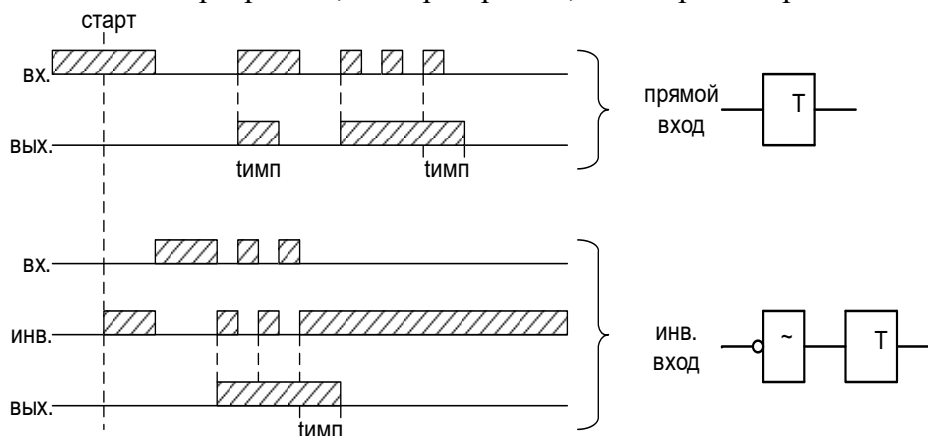 старт
вх.
вых.
tимп
tимп
прямой
вход
T
вх.
инв.
вых.
tимп
инв.
вход
~
T